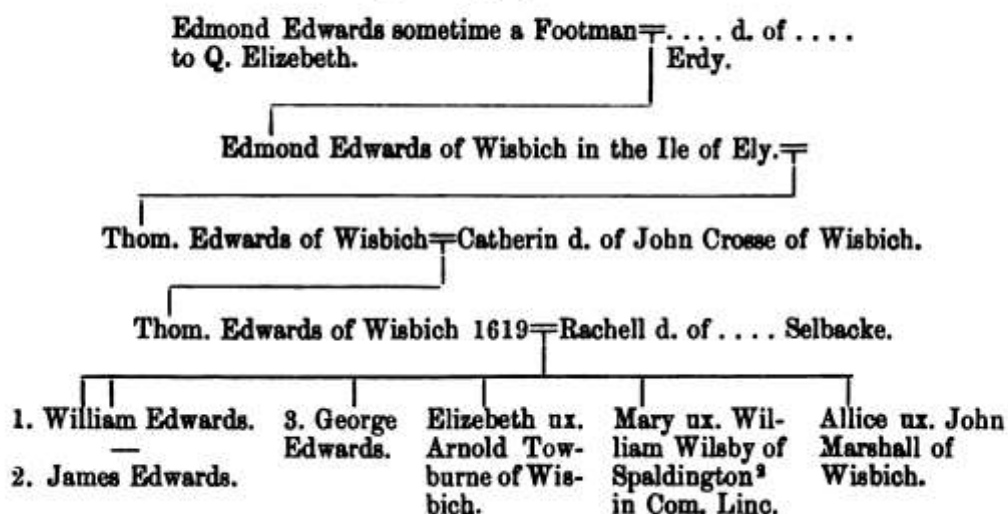 Edmond Edwards sometime a Footman=. . . . d. of . . . .
to Q. Elizebeth. Erdy.
Edmond Edwards of Wisbich in the Ile of Ely.=
Thom. Edwards of Wisbich=Catherin d. of John Crosse of Wisbich.
Thom. Edwards of Wisbich 1619=Rachell d. of . . . . Selbacke.
1. William Edwards.
—
2. James Edwards.
3. George
Edwards.
Elizebeth ux.
Arnold Tow-
burne of Wis-
bich.
Mary ux. Wil-
liam Wilsby of
Spaldington²
in Com. Linc.
Allice ux. John
Marshall of
Wisbich.